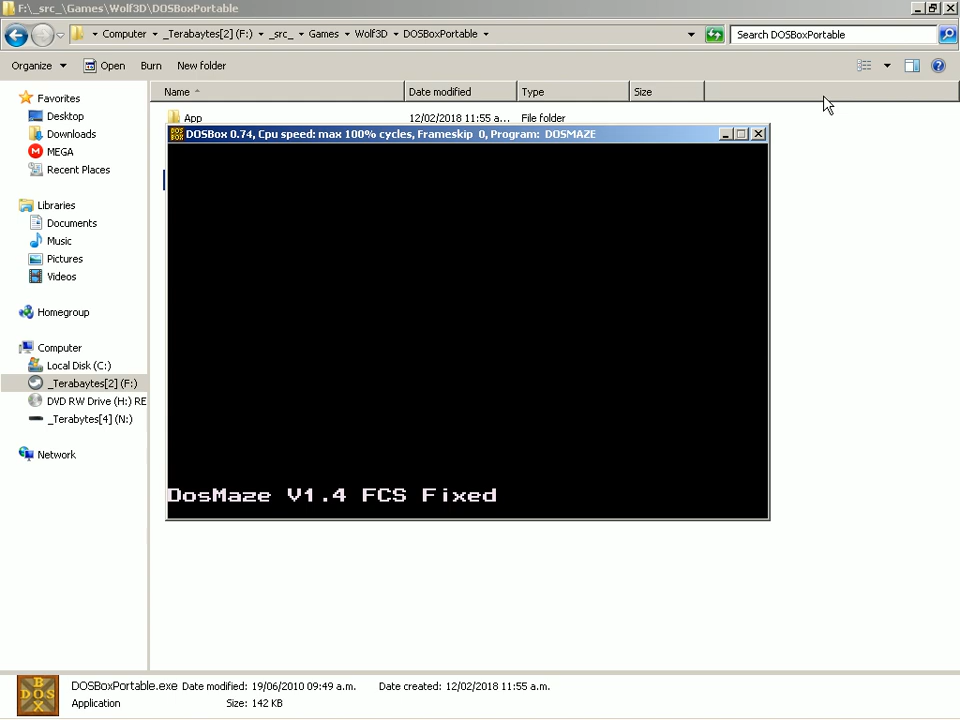 F:\_src_\Games\Wolf3D\DOSBoxPortable
Computer _Terabaytes[2] (F:) _src_ Games Wolf3D DOSBoxPortable
Search DOSBoxPortable
Organize Open Burn New folder
Name Date modified Type Size
App 12/02/2018 11:55 a... File folder
DOSBox 0.74, Cpu speed: max 100% cycles, Frameskip 0, Program: DOSMAZE
DosMaze V1.4 FCS Fixed
Favorites
Desktop
Downloads
MEGA
Recent Places
Libraries
Documents
Music
Pictures
Videos
Homegroup
Computer
Local Disk (C:)
_Terabaytes[2] (F:)
DVD RW Drive (H:) RE
_Terabytes[4] (N:)
Network
DOSBoxPortable.exe Date modified: 19/06/2010 09:49 a.m. Date created: 12/02/2018 11:55 a.m.
Application Size: 142 KB